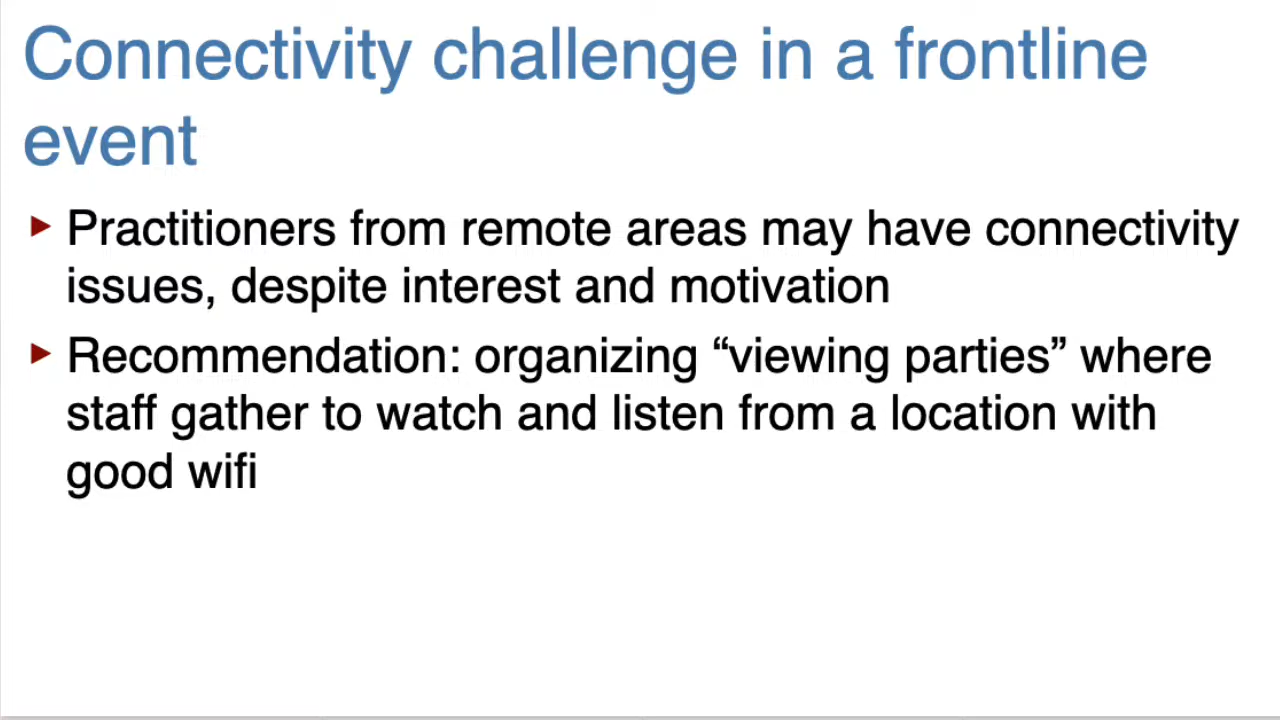 Connectivity challenge in a frontline
event
Practitioners from remote areas may have connectivity
issues, despite interest and motivation
Recommendation: organizing “viewing parties” where
staff gather to watch and listen from a location with
good wifi